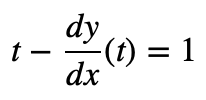 t − dy/dx (t) = 1